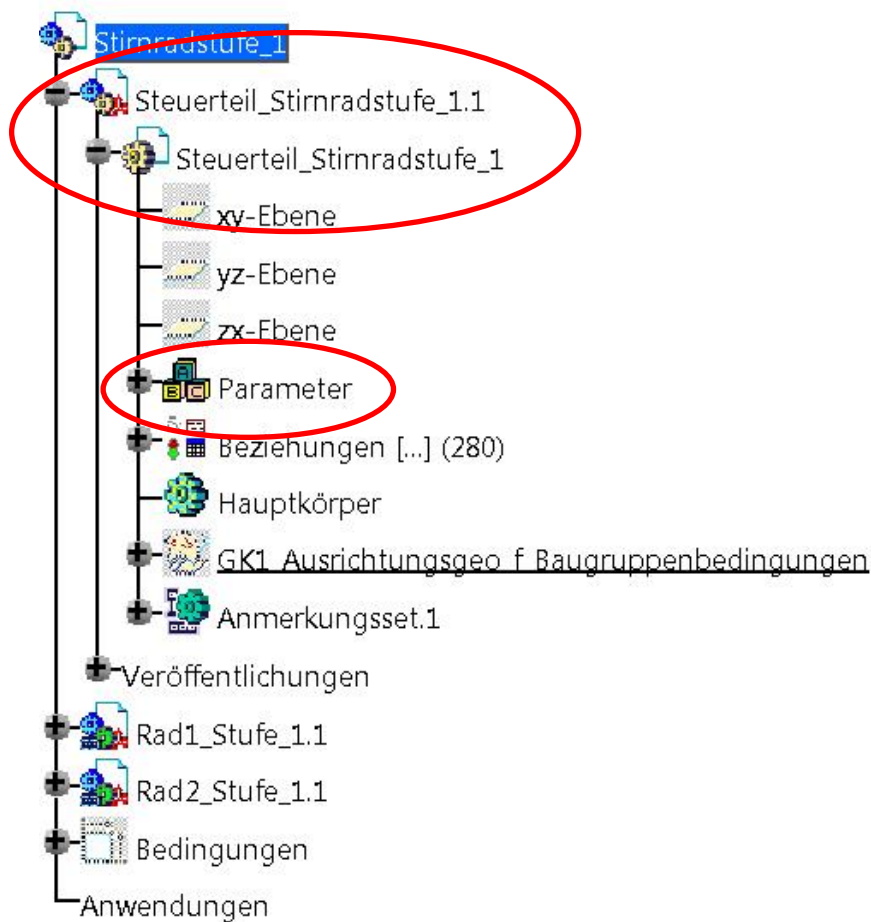 Stirnradstufe_1
Steuerteil_Stirnradstufe_1.1
Steuerteil_Stirnradstufe_1
xy-Ebene
yz-Ebene
zx-Ebene
Parameter
Beziehungen [...] (280)
Hauptkörper
GK1_Ausrichtungsgeo_f_Baugruppenbedingungen
Anmerkungsset.1
Veröffentlichungen
Rad1_Stufe_1.1
Rad2_Stufe_1.1
Bedingungen
Anwendungen